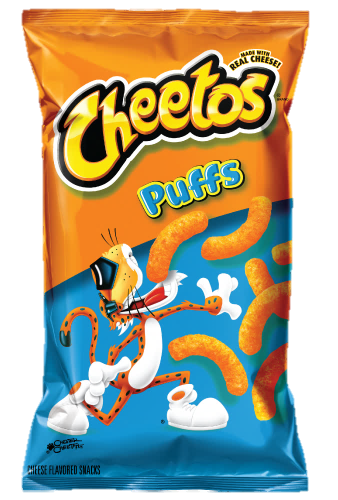 MADE WITH
REAL CHEESE!
Cheetos
Puffs
CHEESE FLAVORED SNACKS